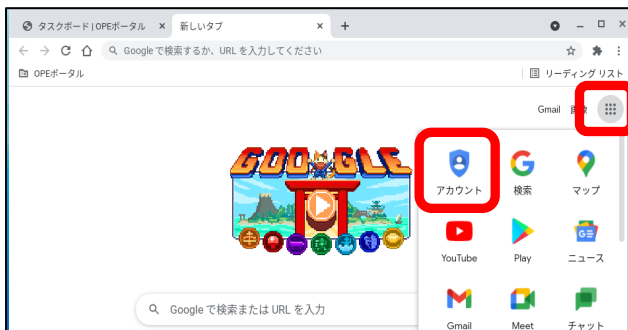 タスクボード | OPEポータル
新しいタブ
Google で検索するか、URL を入力してください
OPEポータル
リーディング リスト
Gmail
GOOGLE
アカウント
検索
マップ
YouTube
Play
ニュース
Google で検索または URL を入力
Gmail
Meet
チャット